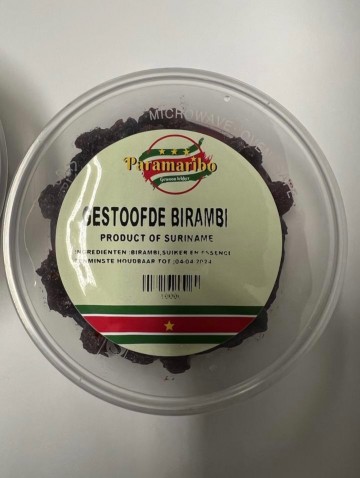 MICROWAVE
Paramaribo
GESTOOFDE BIRAMBI
PRODUCT OF SURINAME
INGREDIENTEN :BIRAMBI,SUIKER EN ESSENCE
MINSTE HOUDBAAR TOT :04-04-2024